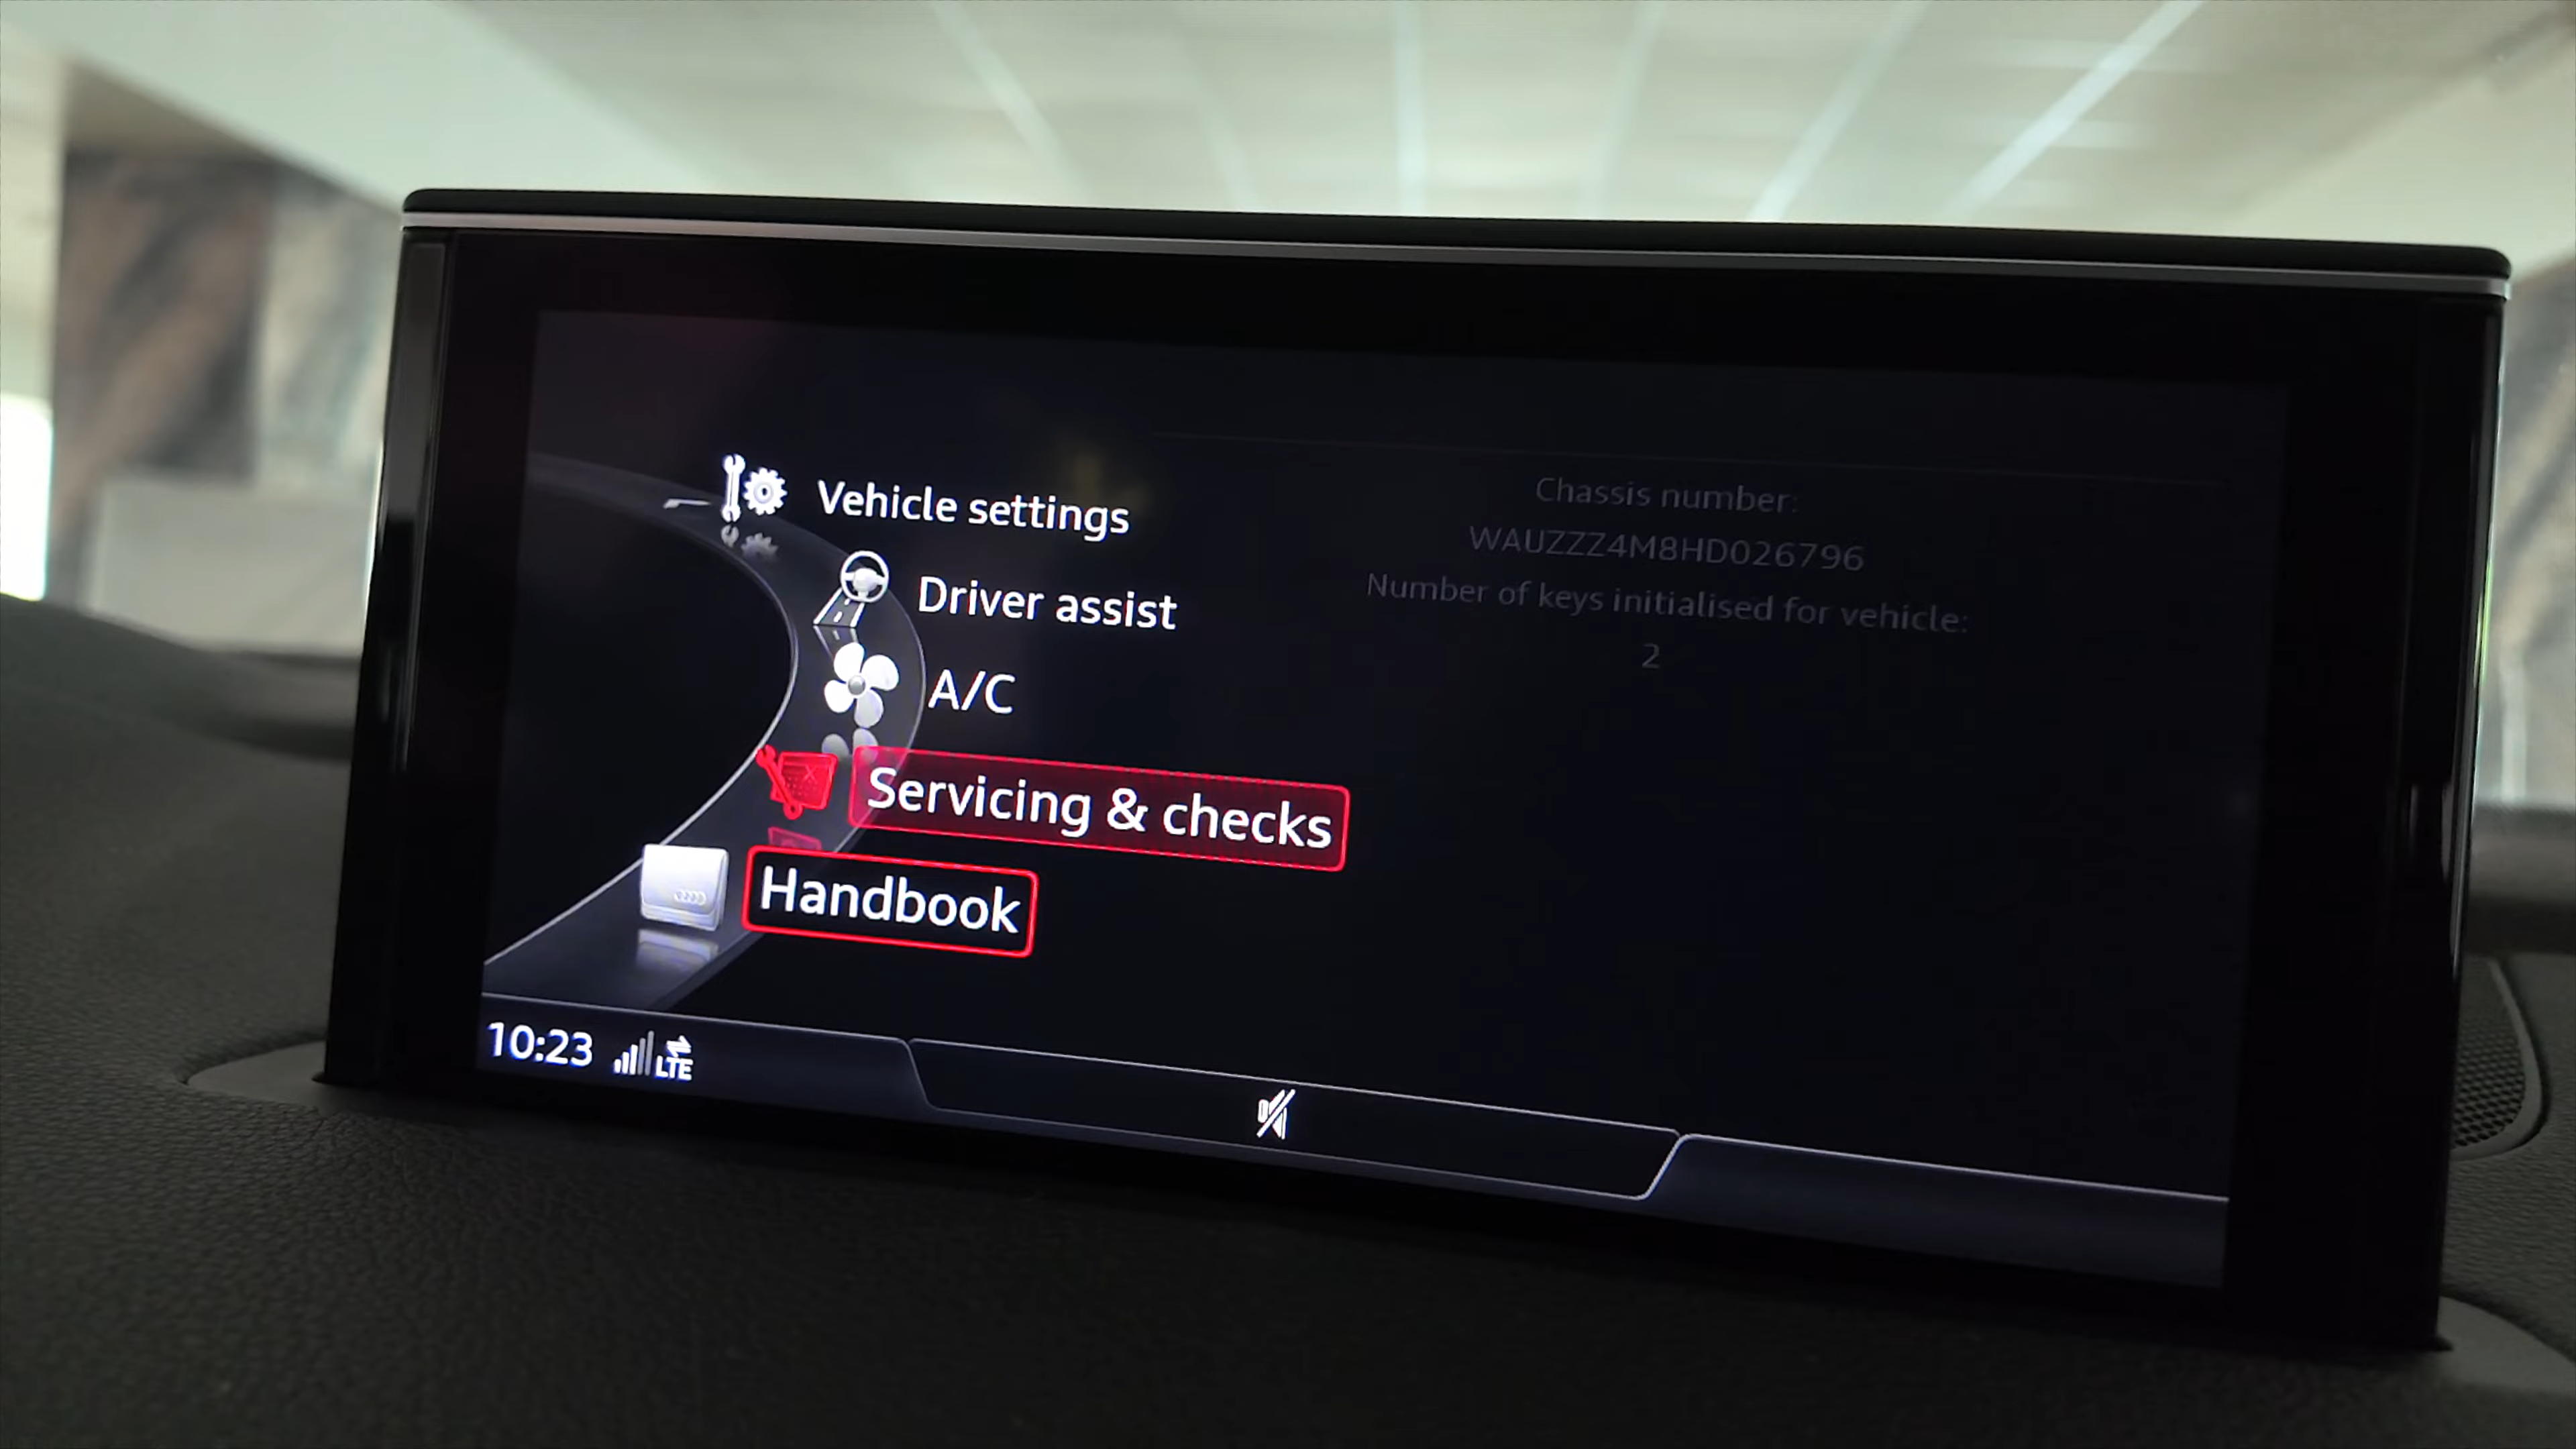 Vehicle settings
Driver assist
A/C
Servicing & checks
Handbook
Chassis number:
WAUZZZ4M8HD026796
Number of keys initialised for vehicle:
2
10:23 LTE